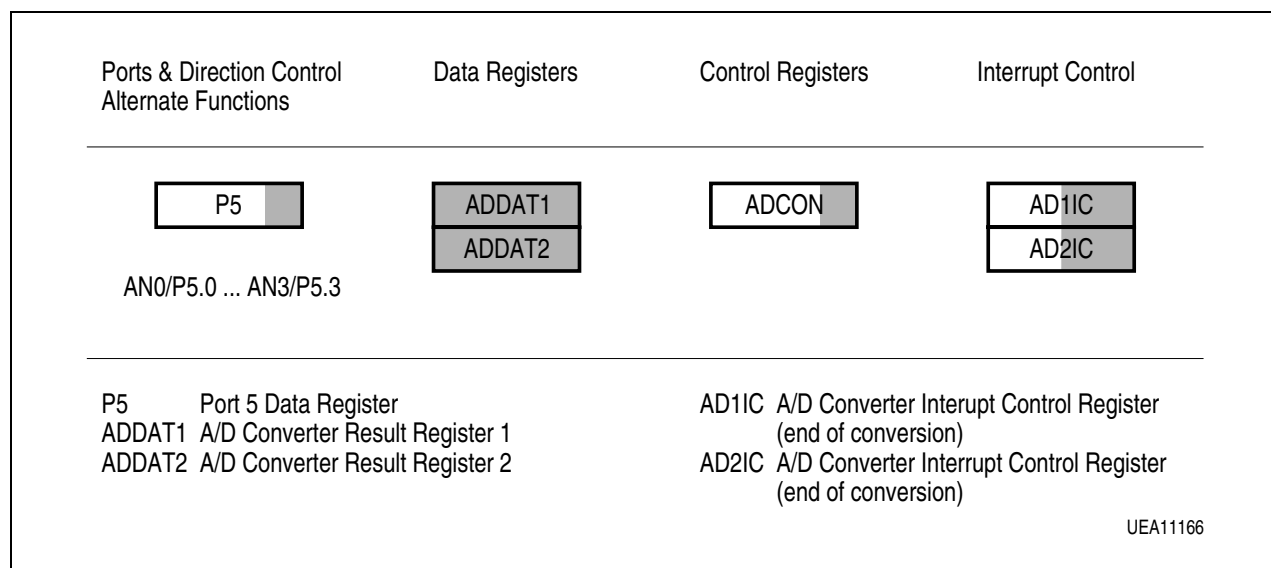 Ports & Direction Control
Alternate Functions
Data Registers
Control Registers
Interrupt Control
P5
ADDAT1
ADCON
AD1IC
ADDAT2
AD2IC
AN0/P5.0 ... AN3/P5.3
P5 Port 5 Data Register
ADDAT1 A/D Converter Result Register 1
ADDAT2 A/D Converter Result Register 2
AD1IC A/D Converter Interupt Control Register
(end of conversion)
AD2IC A/D Converter Interrupt Control Register
(end of conversion)
UEA11166